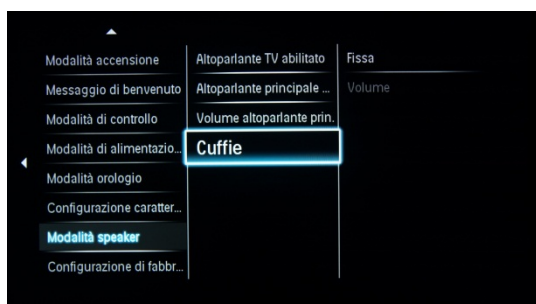 Modalità accensione
Messaggio di benvenuto
Modalità di controllo
Modalità di alimentazio...
Modalità orologio
Configurazione caratter...
Modalità speaker
Configurazione di fabbr...
Altoparlante TV abilitato
Altoparlante principale ...
Volume altoparlante prin.
Cuffie
Fissa
Volume